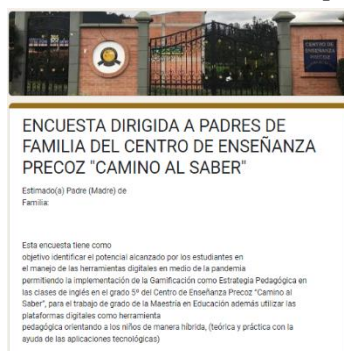 CENTRO DE
ENSEÑANZA
ENCUESTA DIRIGIDA A PADRES DE
FAMILIA DEL CENTRO DE ENSEÑANZA
PRECOZ "CAMINO AL SABER"
Estimado(a) Padre (Madre) de
Familia:
Esta encuesta tiene como
objetivo identificar el potencial alcanzado por los estudiantes en
el manejo de las herramientas digitales en medio de la pandemia
permitiendo la implementación de la Gamificación como Estrategia Pedagógica en
las clases de inglés en el grado 5º del Centro de Enseñanza Precoz "Camino al
Saber", para el trabajo de grado de la Maestría en Educación además utilizar las
plataformas digitales como herramienta
pedagógica orientando a los niños de manera híbrida, (teórica y práctica con la
ayuda de las aplicaciones tecnológicas)